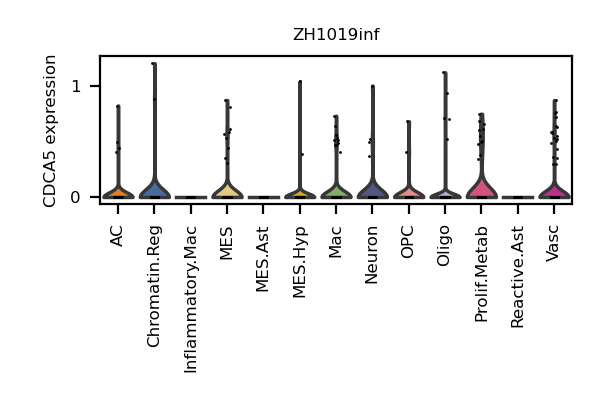 ZH1019inf
CDCA5 expression
1
0
AC
Chromatin.Reg
Inflammatory.Mac
MES
MES.Ast
MES.Hyp
Mac
Neuron
OPC
Oligo
Prolif.Metab
Reactive.Ast
Vasc